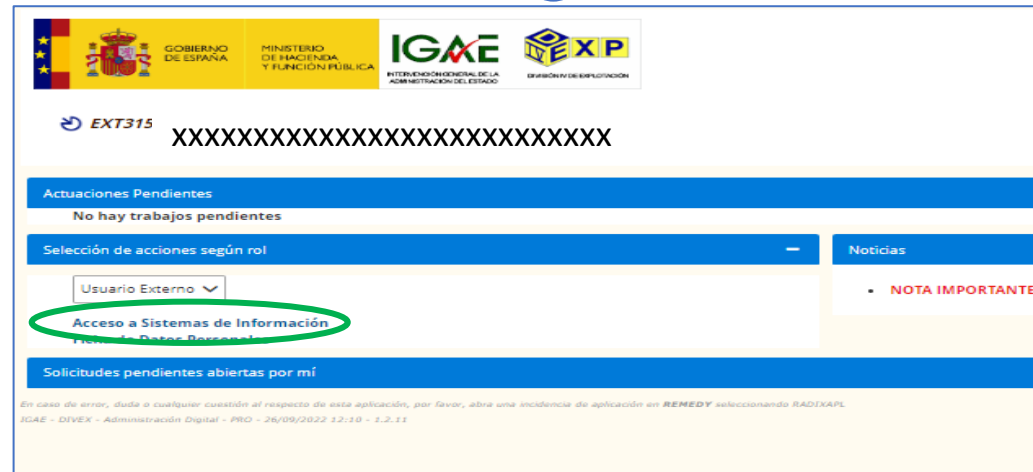 GOBIERNO
DE ESPAÑA
MINISTERIO
DE HACIENDA
Y FUNCIÓN PÚBLICA
IGAE
INTERVENCIÓN GENERAL DE LA
ADMINISTRACIÓN DEL ESTADO
DIVEXP
DIVISIÓN IV DE EXPLOTACIÓN
EXT315 XXXXXXXXXXXXXXXXXXXXXXXXXXX
Actuaciones Pendientes
No hay trabajos pendientes
Selección de acciones según rol
Noticias
Usuario Externo
• NOTA IMPORTANTE
Acceso a Sistemas de Información
Datos Personales
Solicitudes pendientes abiertas por mí
En caso de error, duda o cualquier cuestión al respecto de esta aplicación, por favor, abra una incidencia de aplicación en REMEDY seleccionando RADIXAPL
IGAE - DIVEX - Administración Digital - PRO - 26/09/2022 12:10 - 1.2.11